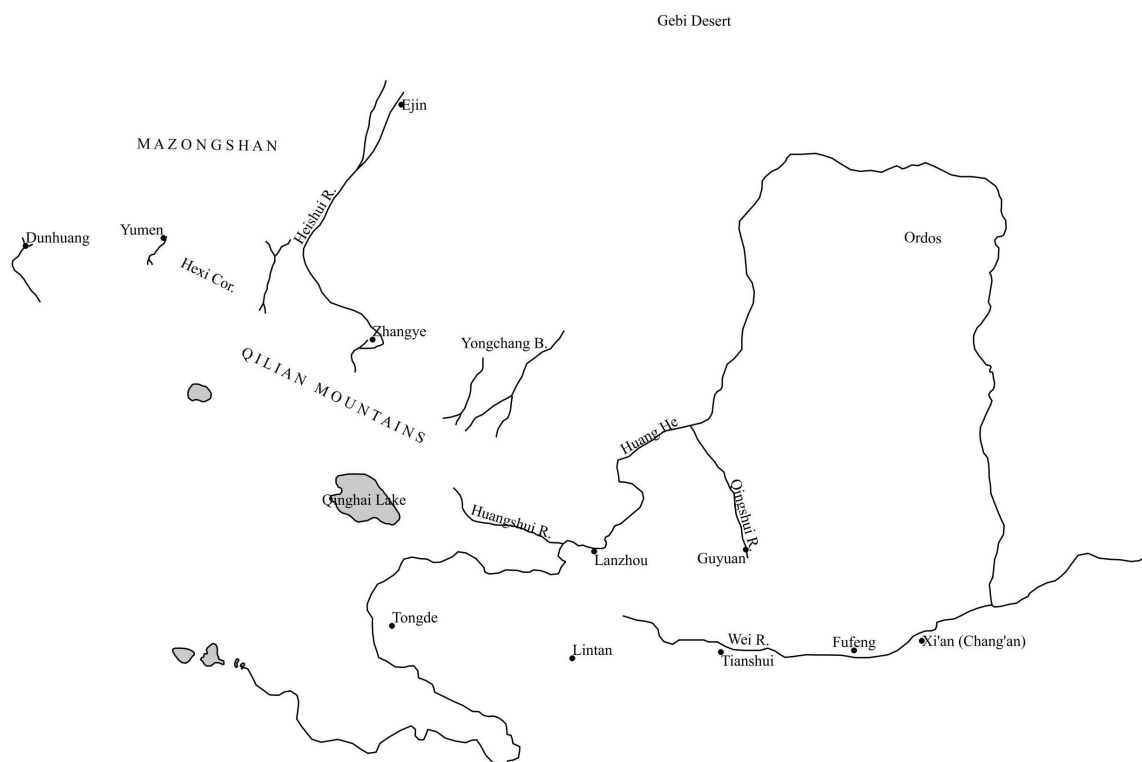 Gebi Desert
Ejin
MAZONGSHAN
Heishui R.
Dunhuang
Yumen
Hexi Cor.
Ordos
Zhangye
Yongchang B.
QILIAN MOUNTAINS
Huang He
Qinghai Lake
Huangshui R.
Qingshui R.
Lanzhou
Guyuan
Tongde
Lintan
Wei R.
Tianshui
Fufeng
Xi'an (Chang'an)